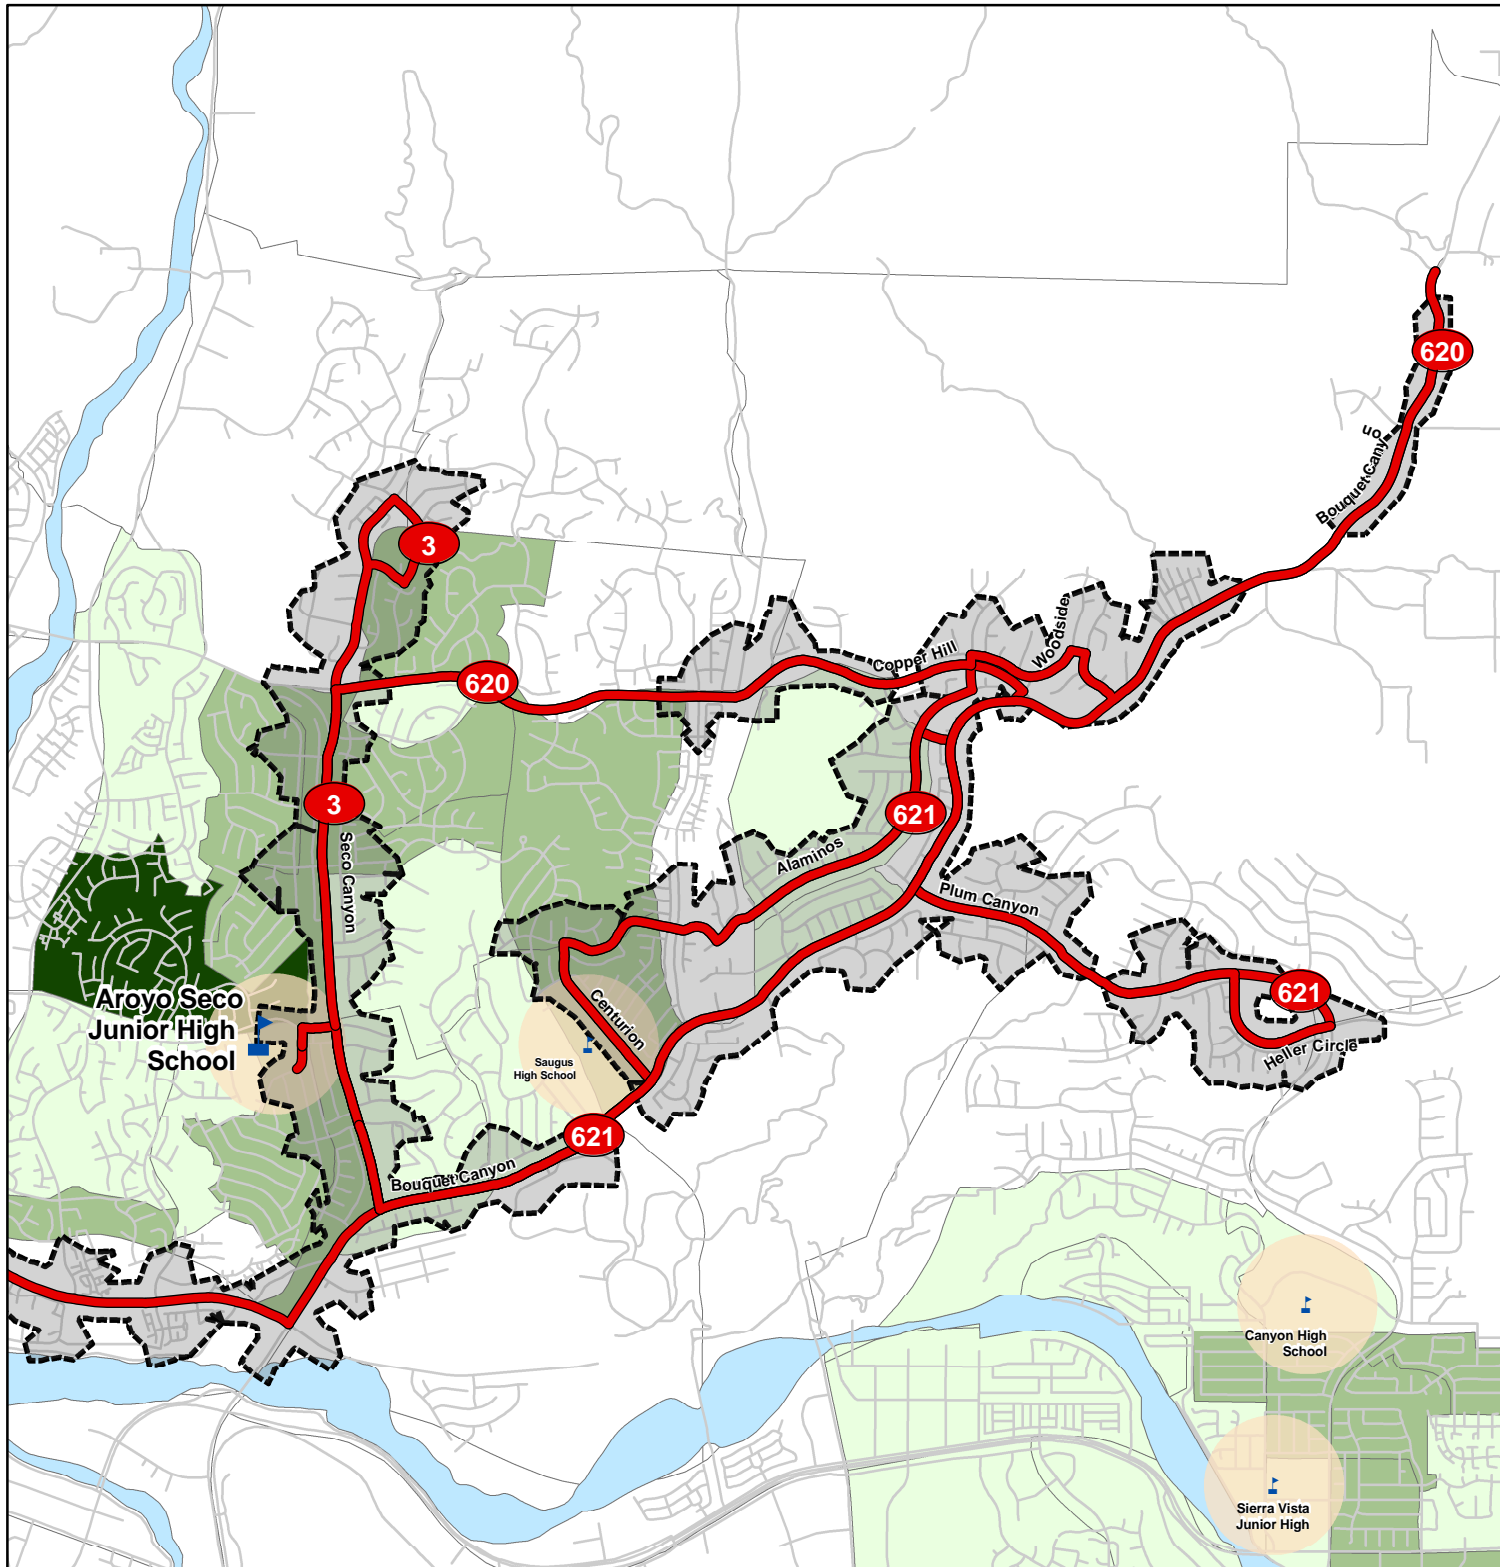 620
Bouquet Canyon
3
Woodside
Copper Hill
620
3
621
Seco Canyon
Alaminos
Plum Canyon
621
Aroyo Seco
Junior High
School
Centurion
Saugus
High School
Heller Circle
621
Bouquet Canyon
Canyon High
School
Sierra Vista
Junior High